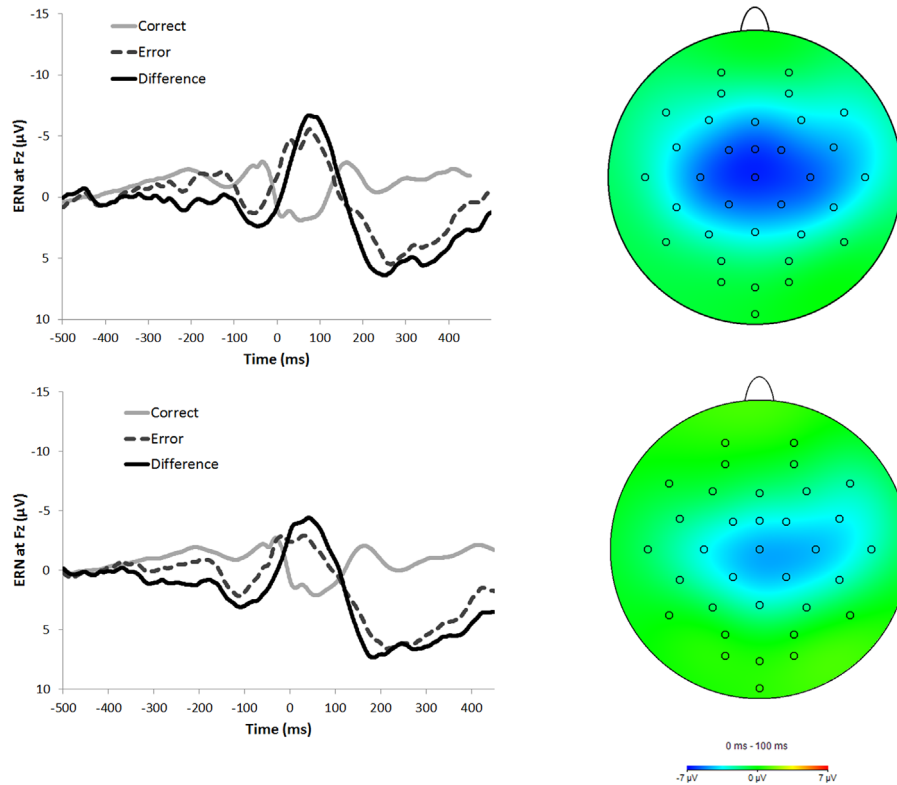 -15
-10
-5
0
5
10
ERN at Fz (µV)
Correct
Error
Difference
-500 -400 -300 -200 -100 0 100 200 300 400
Time (ms)
-15
-10
-5
0
5
10
ERN at Fz (µV)
Correct
Error
Difference
-500 -400 -300 -200 -100 0 100 200 300 400
Time (ms)
0 ms - 100 ms
-7 µV 0 µV 7 µV